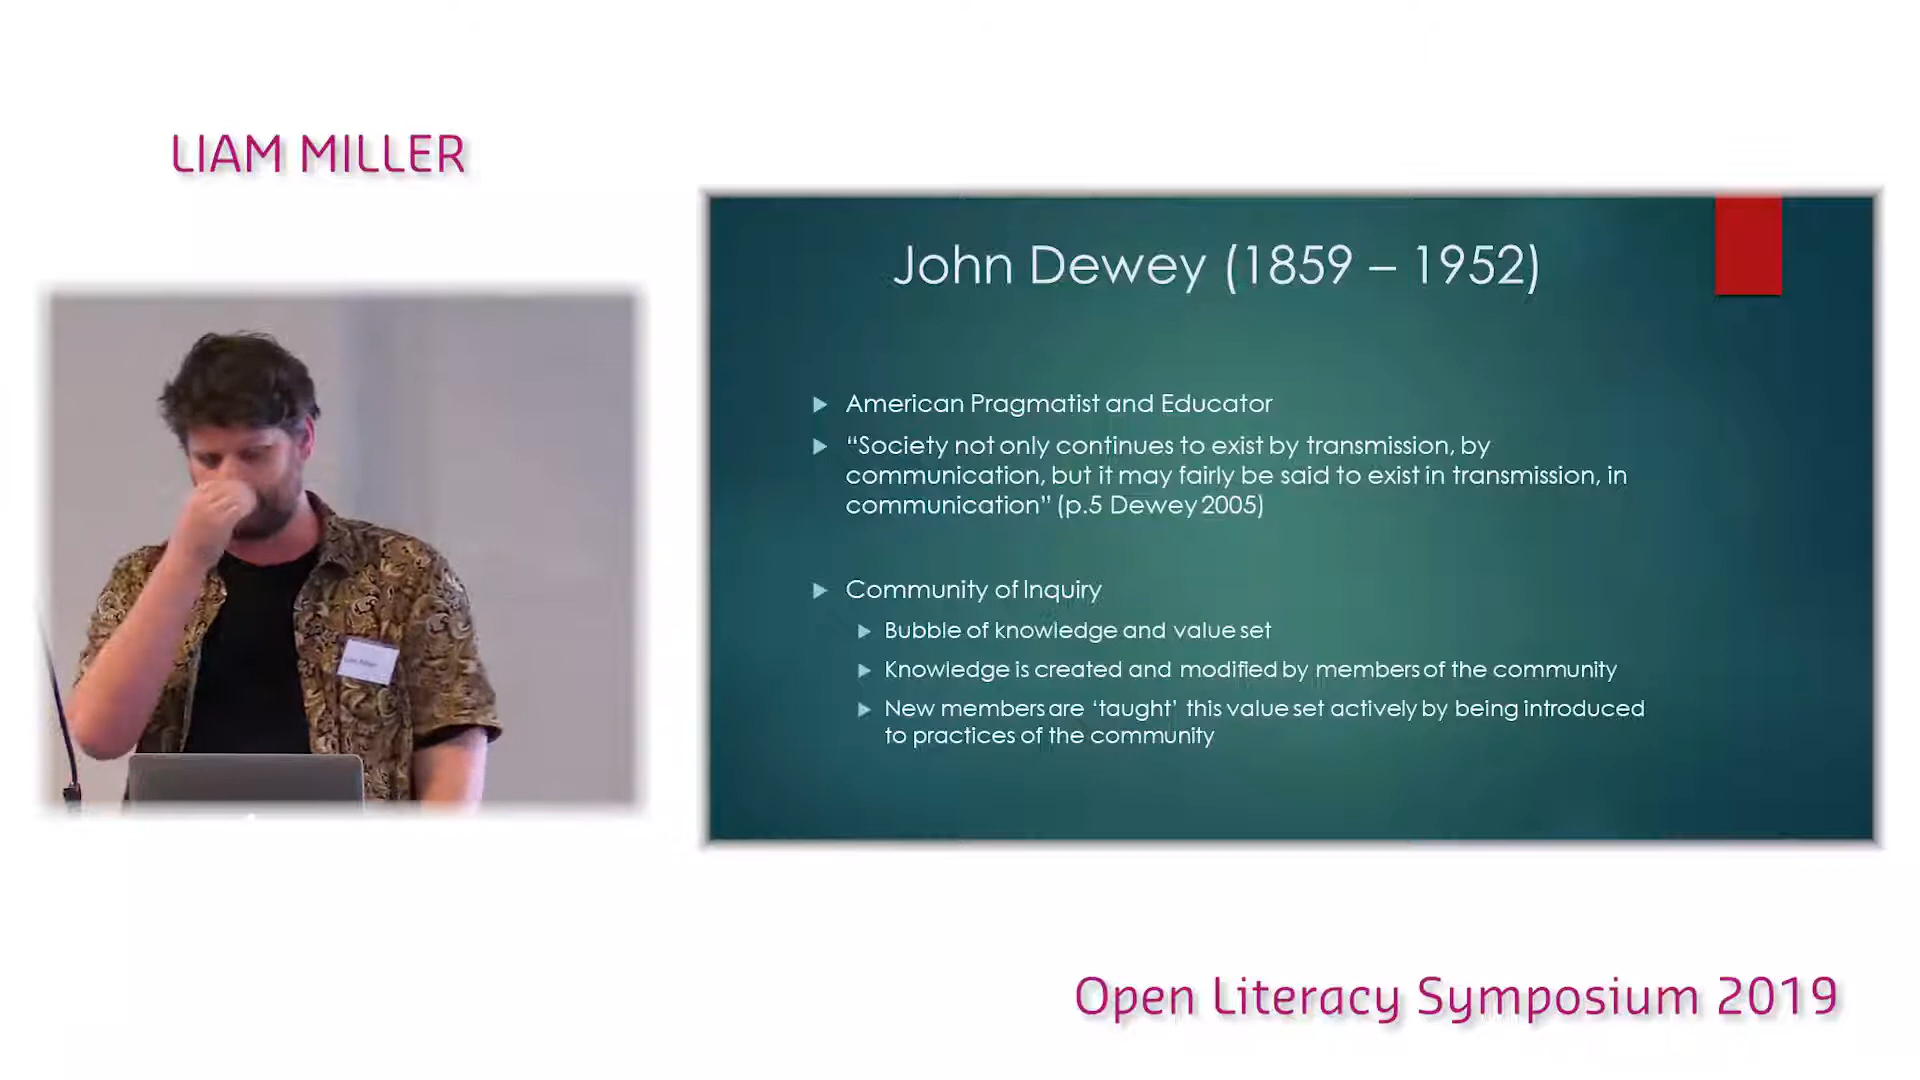 LIAM MILLER
John Dewey (1859 – 1952)
American Pragmatist and Educator
“Society not only continues to exist by transmission, by
communication, but it may fairly be said to exist in transmission, in
communication” (p.5 Dewey 2005)
Community of Inquiry
Bubble of knowledge and value set
Knowledge is created and modified by members of the community
New members are ‘taught’ this value set actively by being introduced
to practices of the community
Open Literacy Symposium 2019